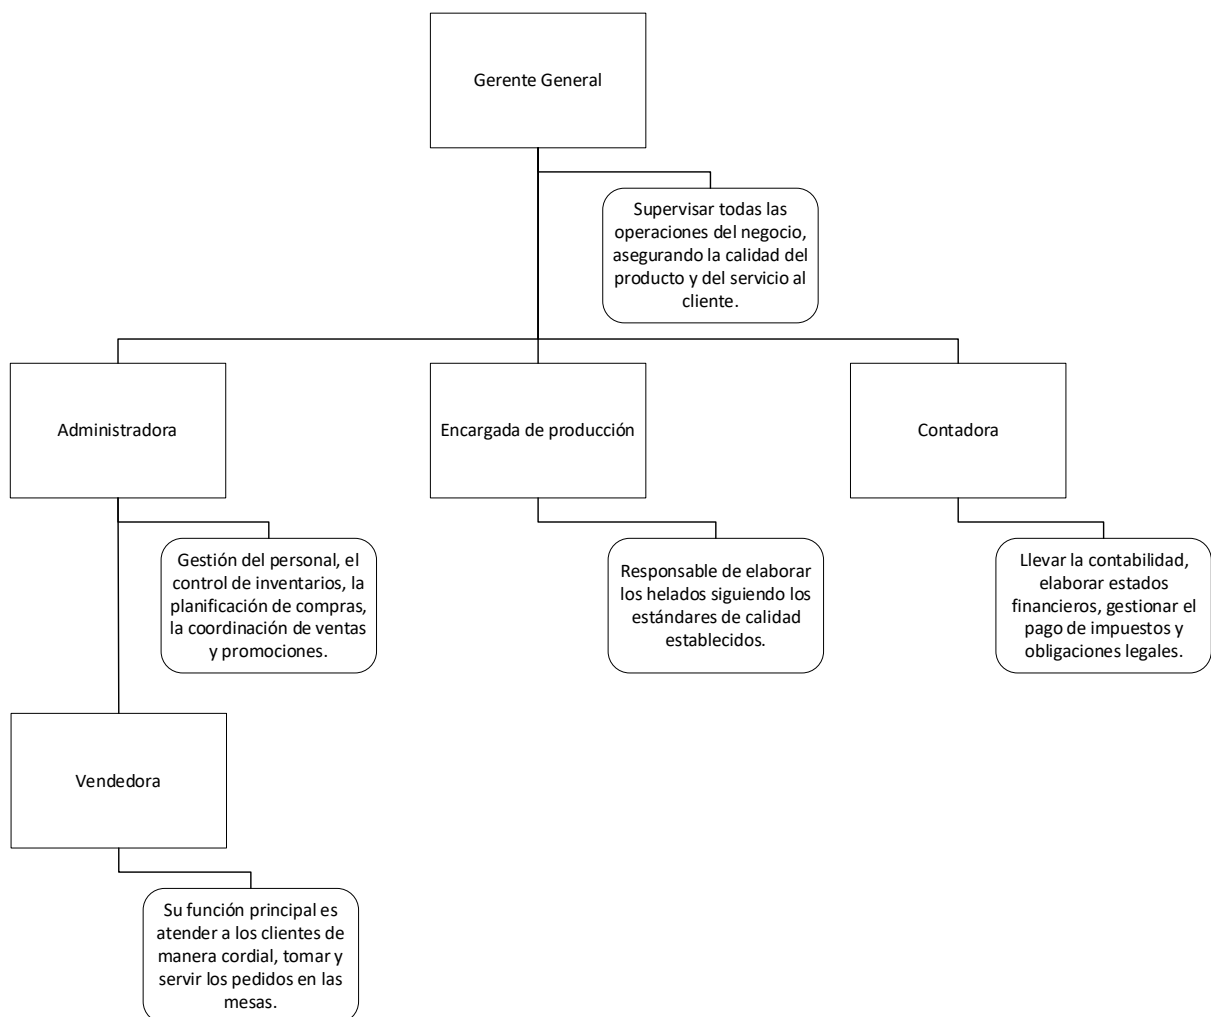 Gerente General
Supervisar todas las
operaciones del negocio,
asegurando la calidad del
producto y del servicio al
cliente.
Administradora
Encargada de producción
Contadora
Gestión del personal, el
control de inventarios, la
planificación de compras,
la coordinación de ventas
y promociones.
Responsable de elaborar
los helados siguiendo los
estándares de calidad
establecidos.
Llevar la contabilidad,
elaborar estados
financieros, gestionar el
pago de impuestos y
obligaciones legales.
Vendedora
Su función principal es
atender a los clientes de
manera cordial, tomar y
servir los pedidos en las
mesas.